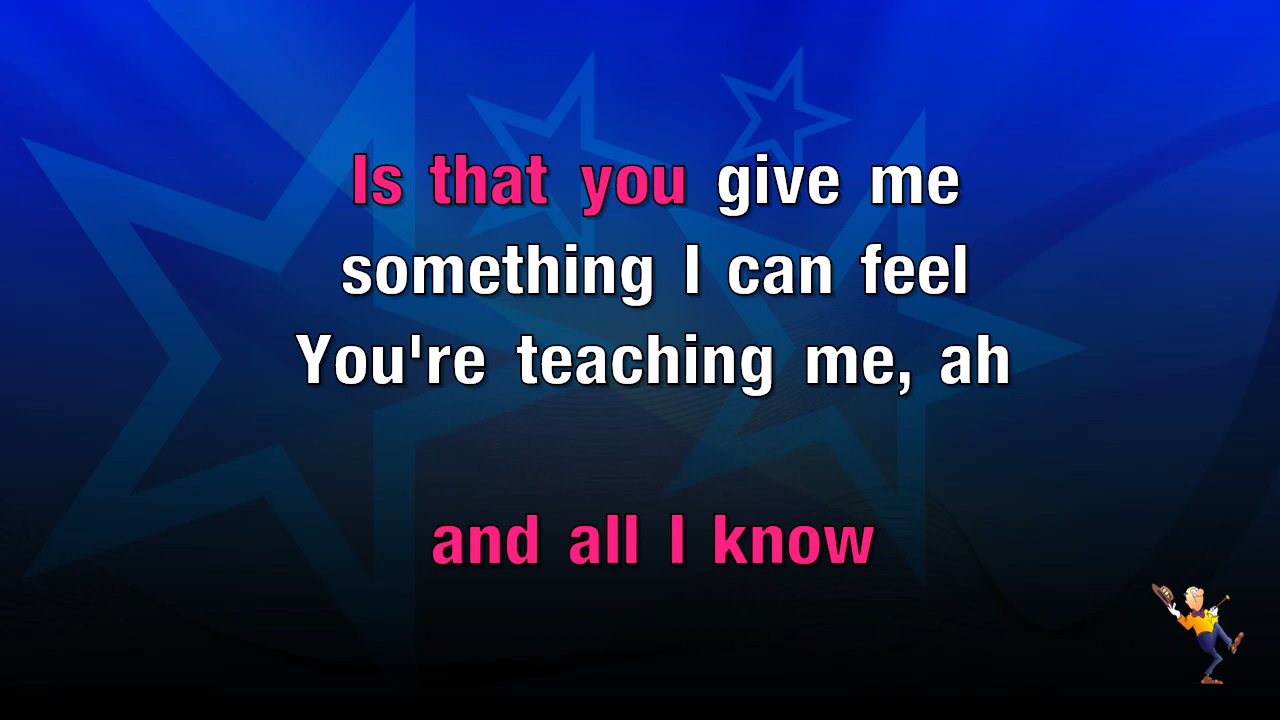 Is that you give me
something I can feel
You're teaching me, ah
and all I know